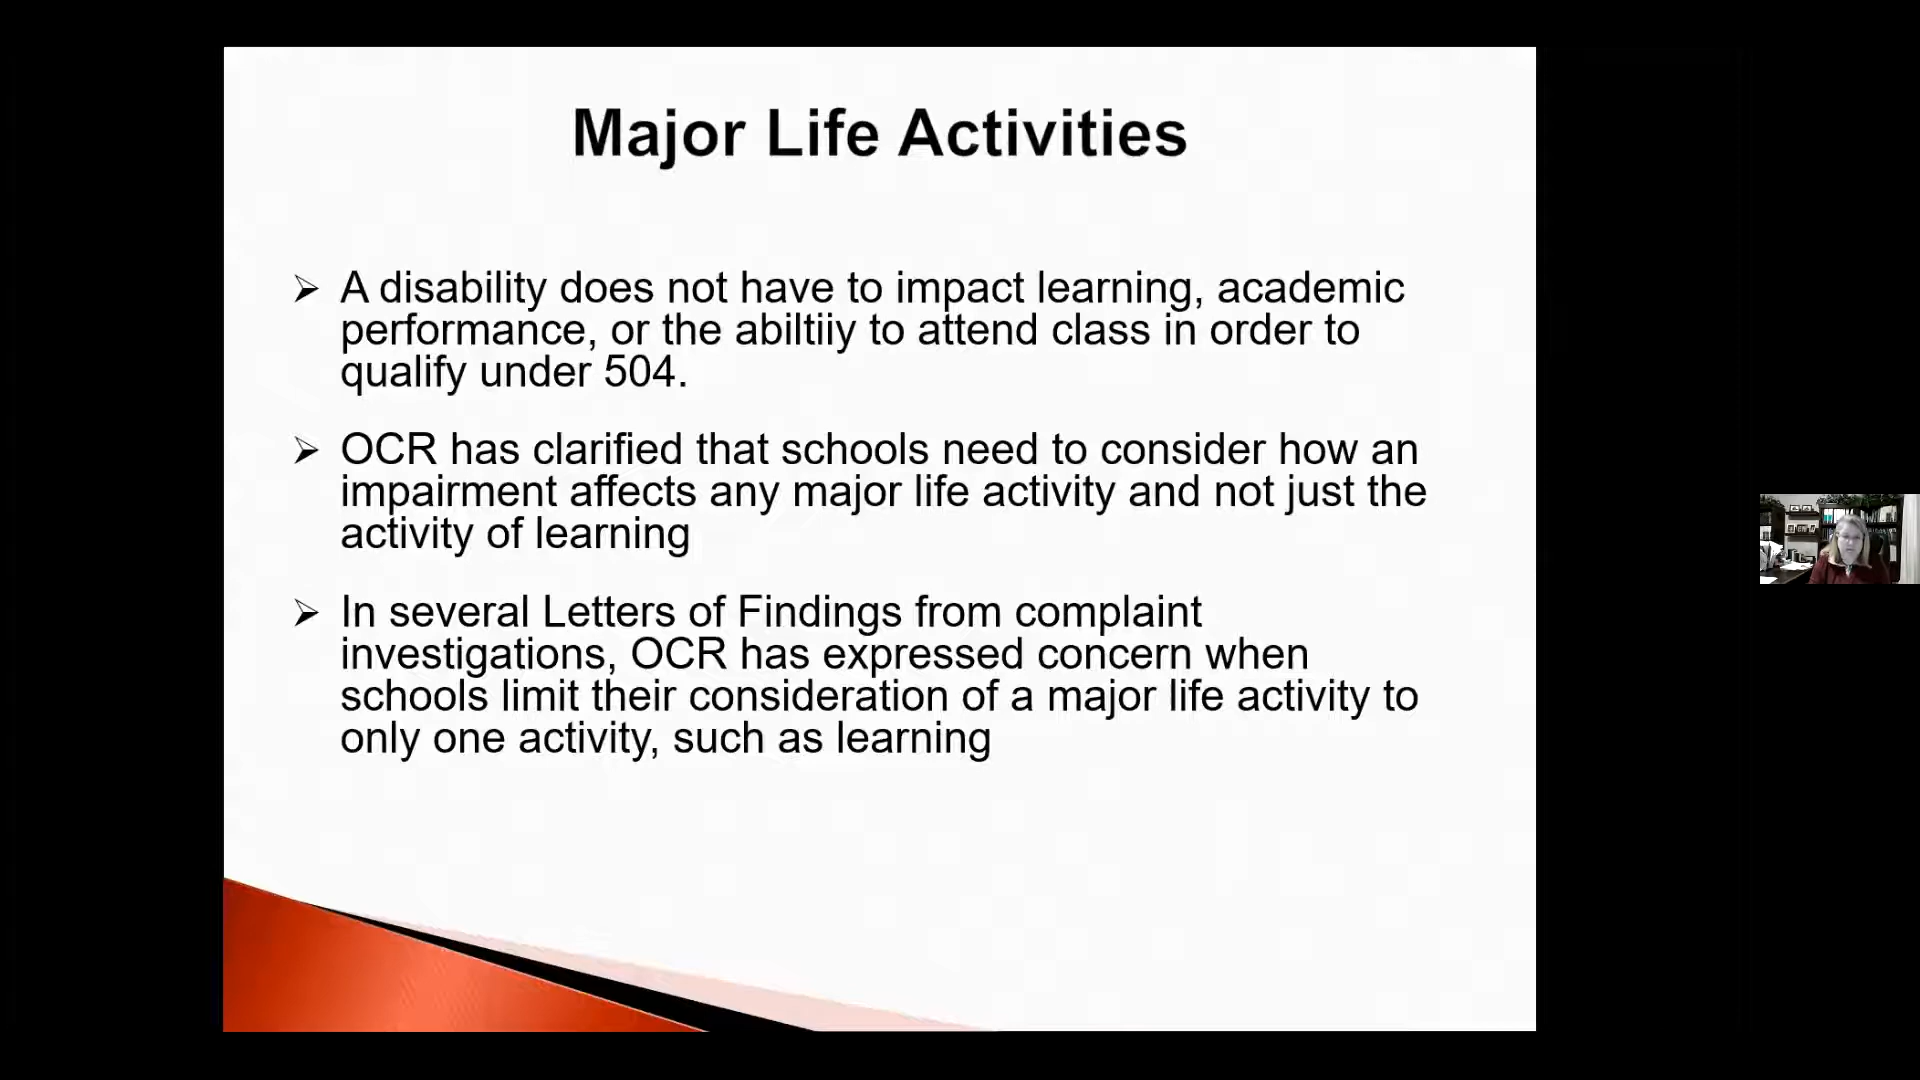 Major Life Activities
A disability does not have to impact learning, academic
performance, or the abiltiiy to attend class in order to
qualify under 504.
OCR has clarified that schools need to consider how an
impairment affects any major life activity and not just the
activity of learning
In several Letters of Findings from complaint
investigations, OCR has expressed concern when
schools limit their consideration of a major life activity to
only one activity, such as learning